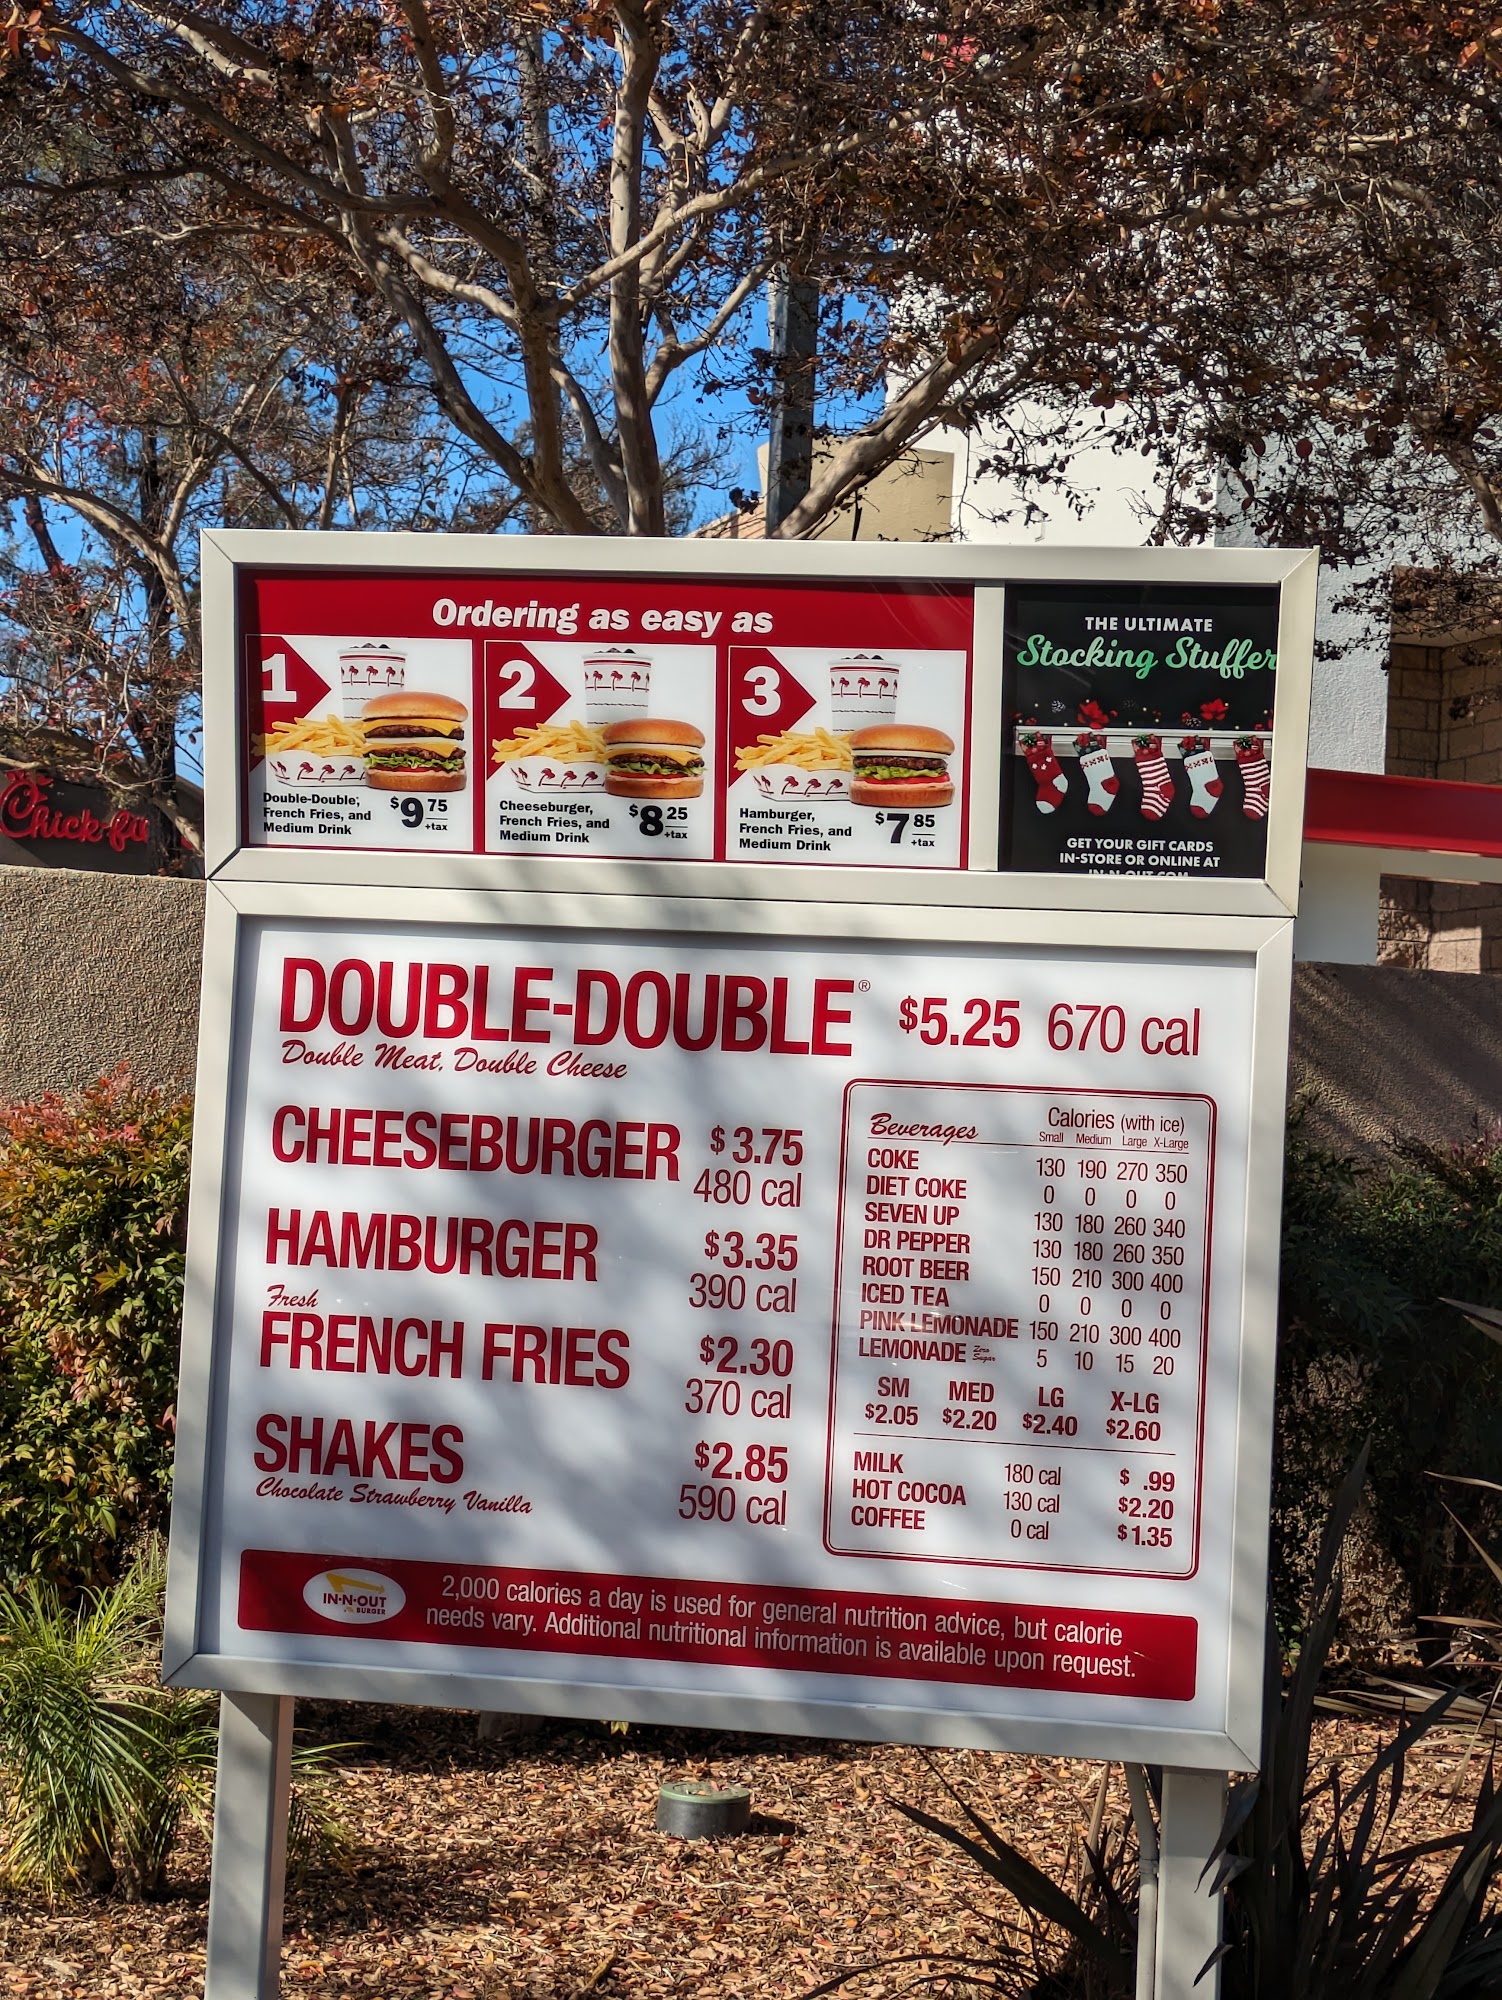 Ordering as easy as
1
Double-Double,
French Fries, and
Medium Drink
$9 75
+tax
2
Cheeseburger,
French Fries, and
Medium Drink
$8 25
+tax
3
Hamburger,
French Fries, and
Medium Drink
$7 85
+tax
THE ULTIMATE
Stocking Stuffer
GET YOUR GIFT CARDS
IN-STORE OR ONLINE AT
IN-N-OUT.COM
Chick-fil
DOUBLE-DOUBLE® $5.25 670 cal
Double Meat, Double Cheese
CHEESEBURGER $3.75
480 cal
HAMBURGER $3.35
390 cal
Fresh
FRENCH FRIES $2.30
370 cal
SHAKES $2.85
Chocolate Strawberry Vanilla 590 cal
Beverages Calories (with ice)
Small Medium Large X-Large
COKE 130 190 270 350
DIET COKE 0 0 0 0
SEVEN UP 130 180 260 340
DR PEPPER 130 180 260 350
ROOT BEER 150 210 300 400
ICED TEA 0 0 0 0
PINK LEMONADE 150 210 300 400
LEMONADE Zero Sugar 5 10 15 20
SM MED LG X-LG
$2.05 $2.20 $2.40 $2.60
MILK 180 cal $ .99
HOT COCOA 130 cal $2.20
COFFEE 0 cal $1.35
IN-N-OUT
BURGER
2,000 calories a day is used for general nutrition advice, but calorie
needs vary. Additional nutritional information is available upon request.